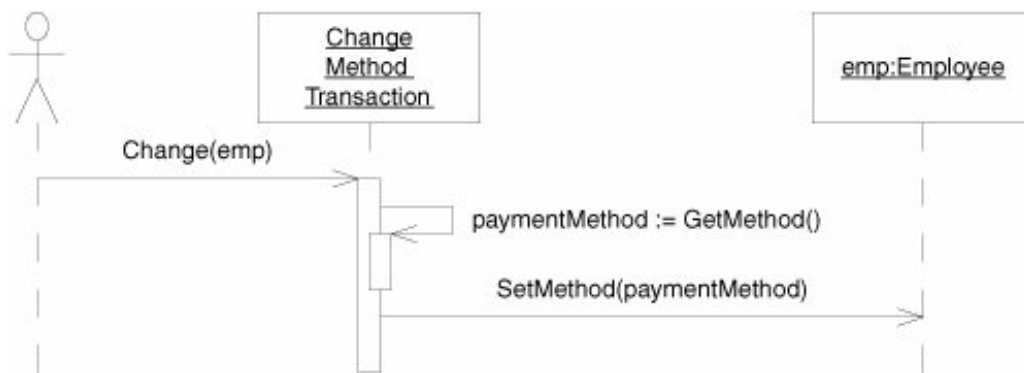 Change
Method
Transaction
emp:Employee
Change(emp)
paymentMethod := GetMethod()
SetMethod(paymentMethod)